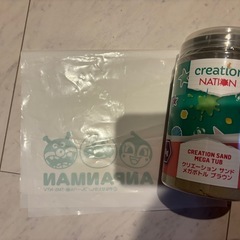 creation
NATION
CREATION SAND
MEGA TUB
クリエーション サンド
メガボトル ブラウン
ANPANMAN